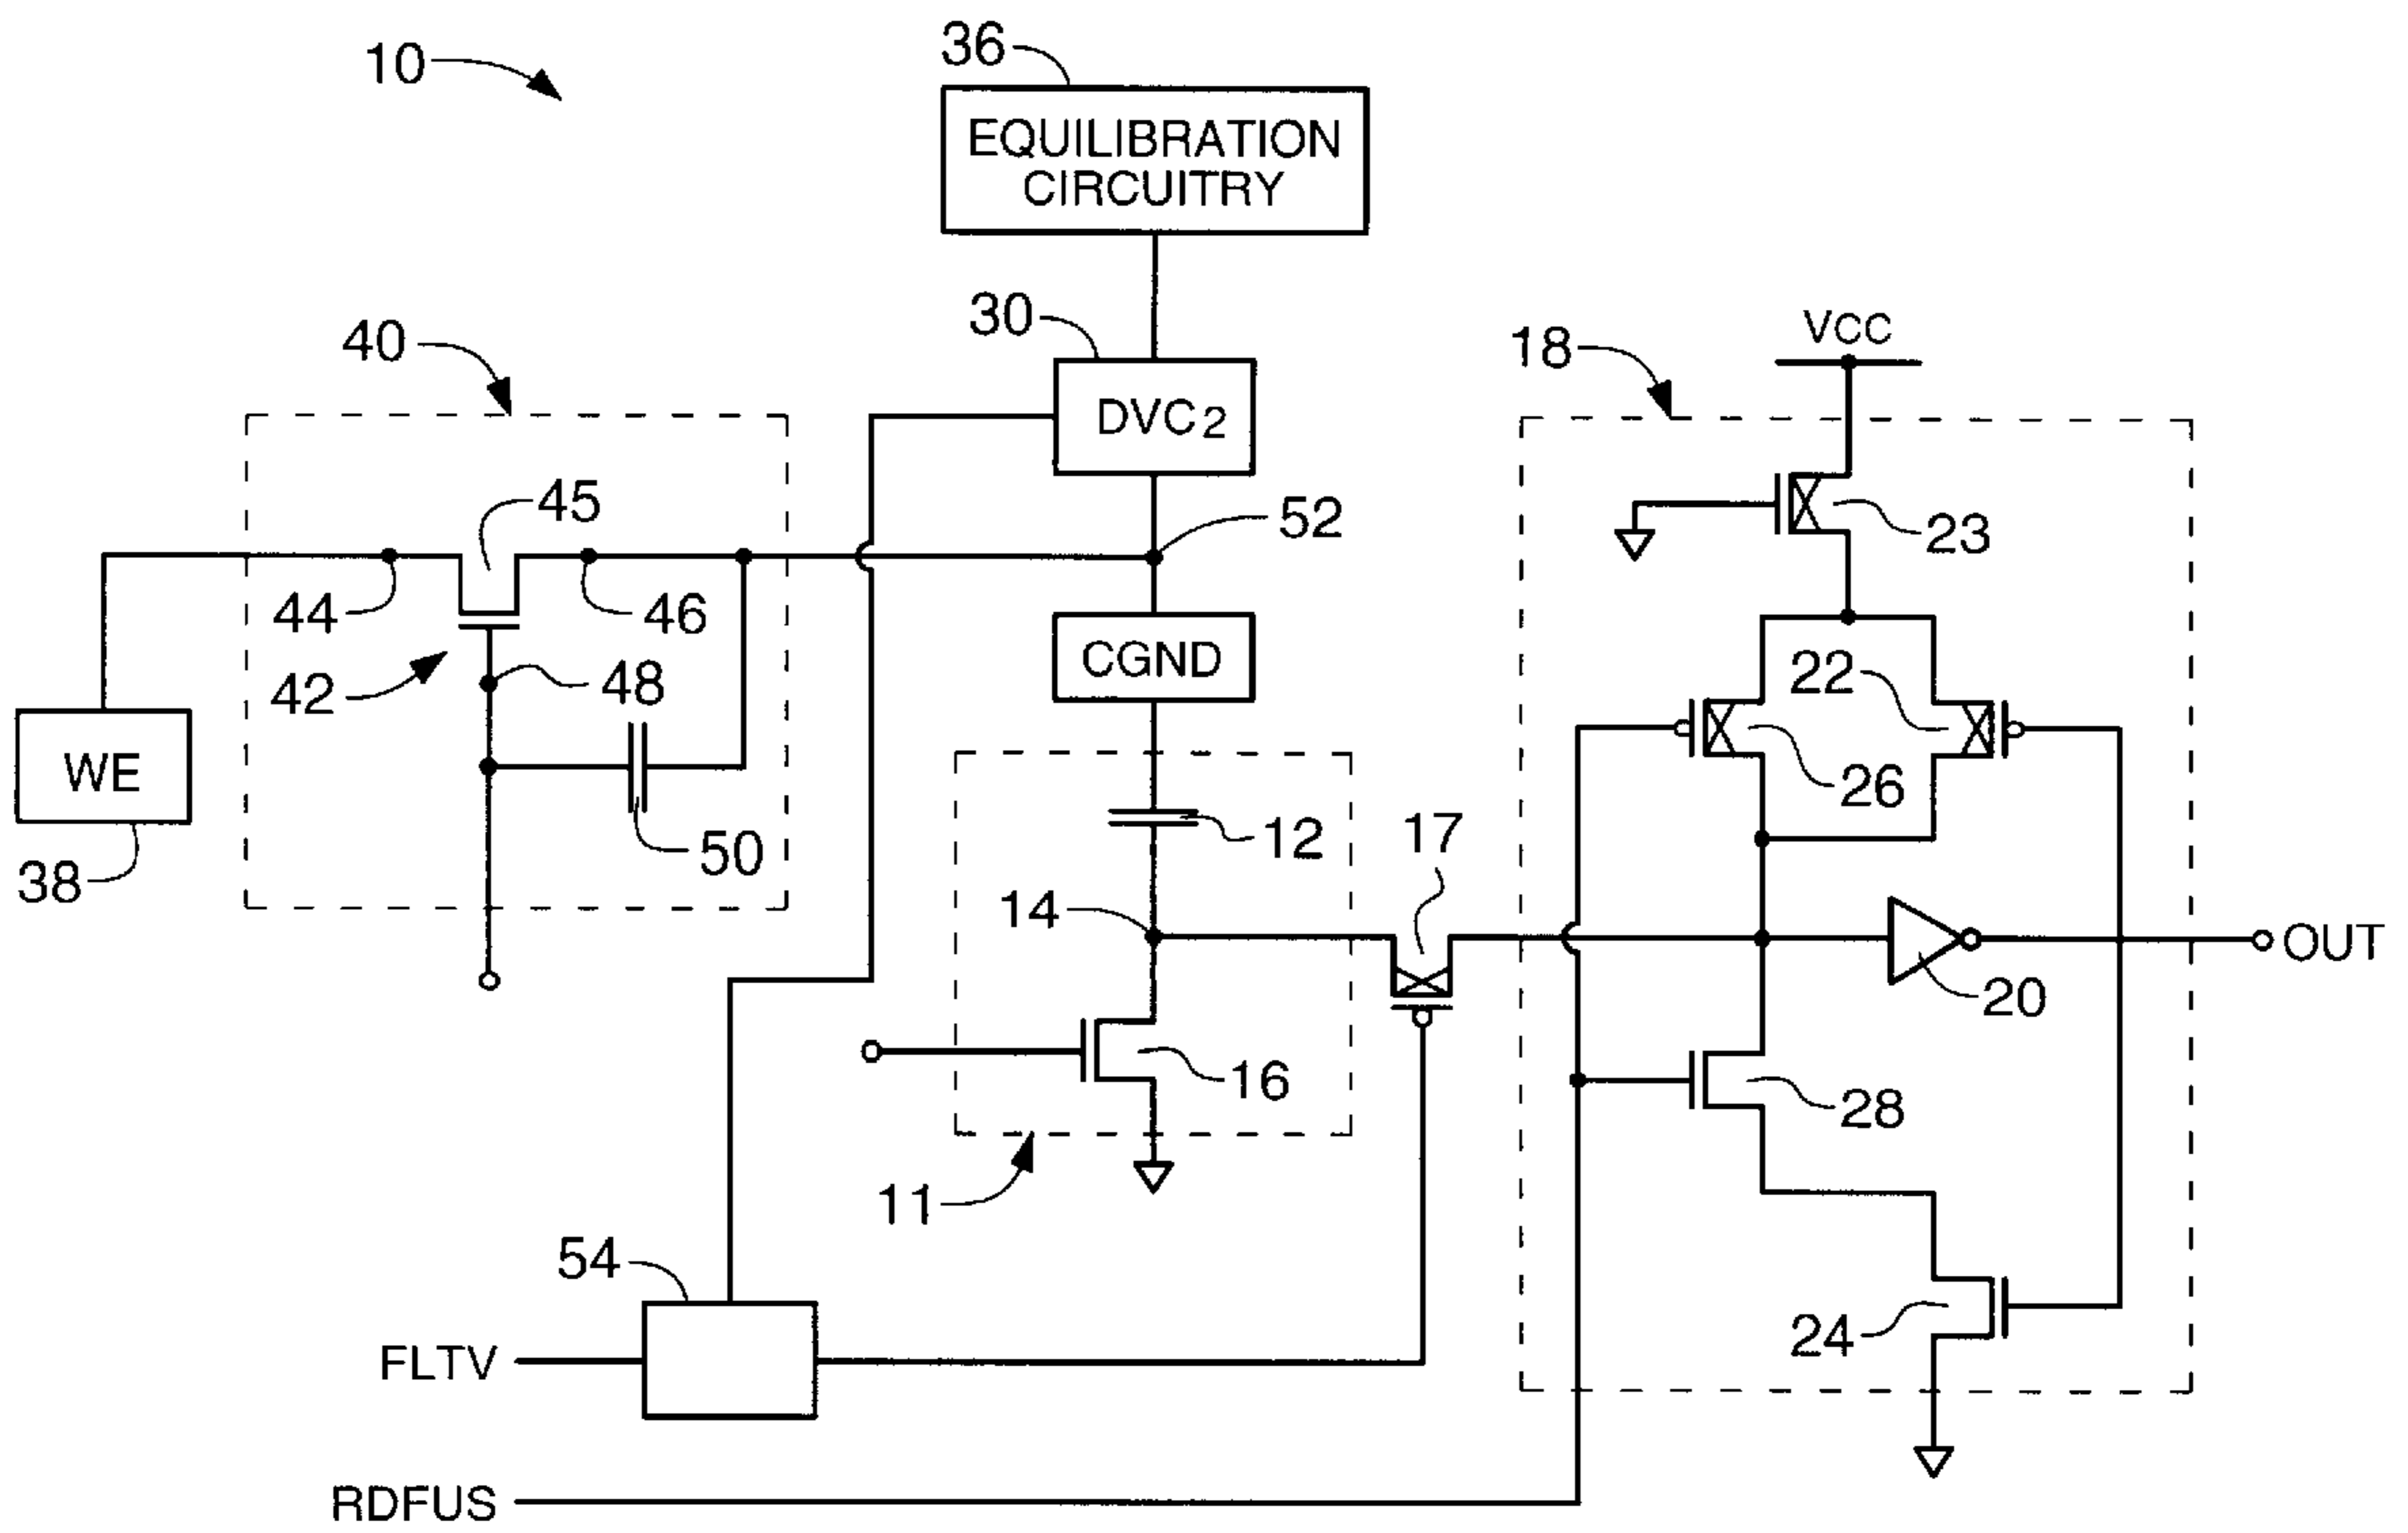 10
36
EQUILIBRATION
CIRCUITRY
30
DVC2
40
18
VCC
45
52
23
44
46
CGND
42
48
22
WE
26
38
50
12
17
14
20
OUT
16
28
11
54
24
FLTV
RDFUS